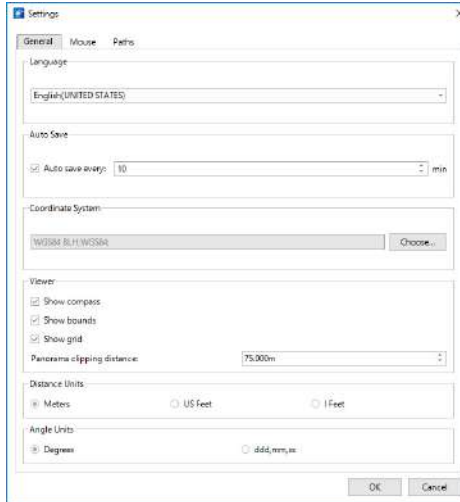 Settings
General Mouse Paths
Language
English(UNITED STATES)
Auto Save
Auto save every: 10 min
Coordinate System
WGS84 BLH:WGS84; Choose...
Viewer
Show compass
Show bounds
Show grid
Panorama clipping distance: 75.000m
Distance Units
Meters US Feet I Feet
Angle Units
Degrees ddd,mm,ss
OK Cancel